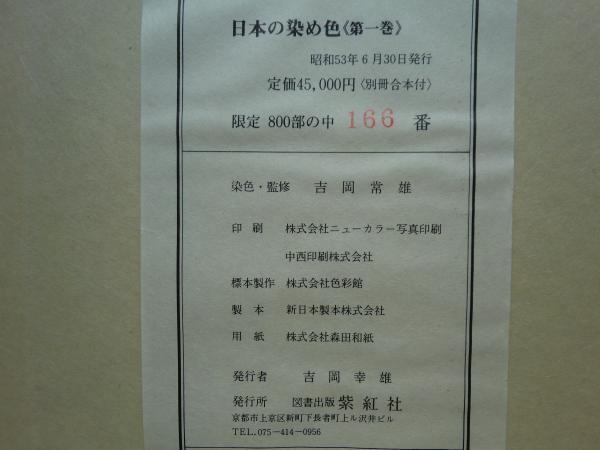 日本の染め色《第一巻》
昭和53年6月30日発行
定価45,000円〈別冊合本付〉
限定 800部の中 166 番
染色・監修 吉岡常雄
印刷 株式会社ニューカラー写真印刷
中西印刷株式会社
標本製作 株式会社色彩館
製本 新日本製本株式会社
用紙 株式会社森田和紙
発行者 吉岡幸雄
発行所 図書出版 紫紅社
京都市上京区新町下長者町上ル沢井ビル
TEL.075-414-0956